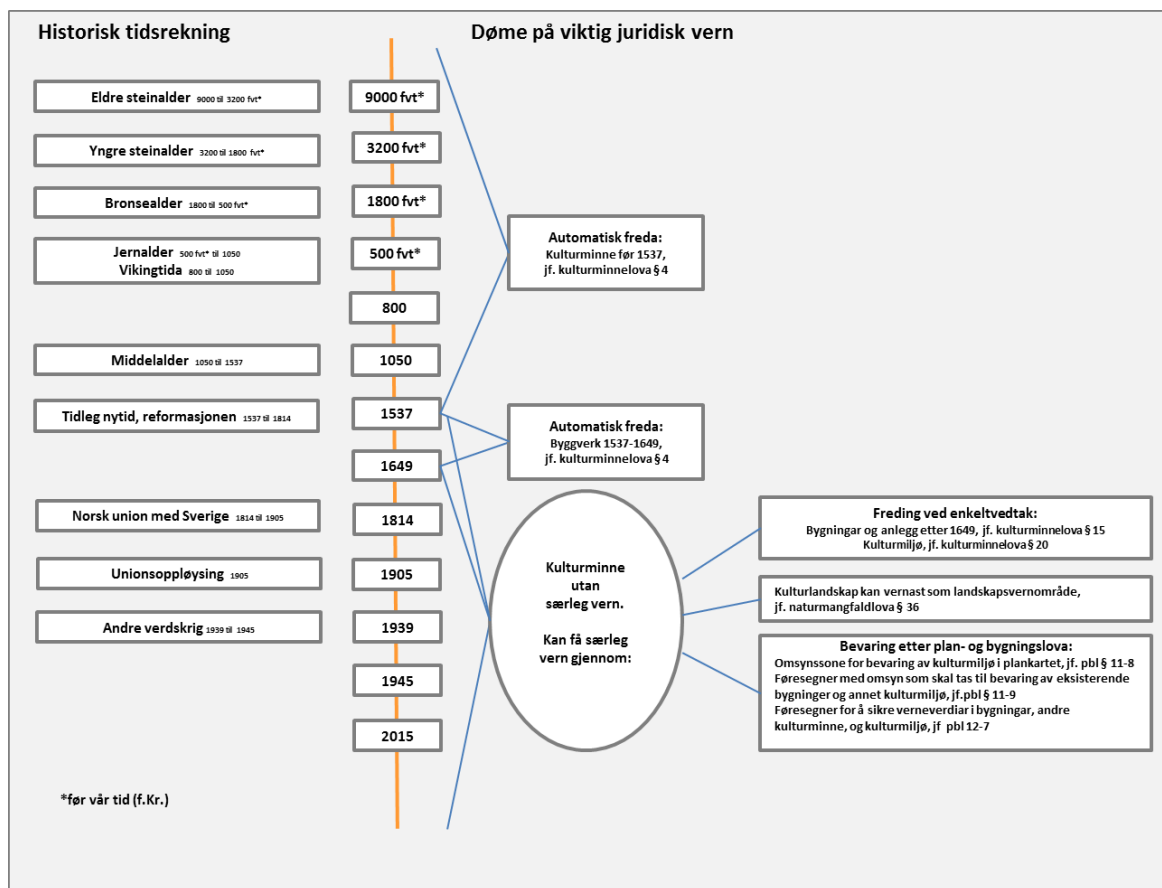 Historisk tidsrekning
Døme på viktig juridisk vern
Eldre steinalder 9000 til 3200 fvt*
9000 fvt*
Yngre steinalder 3200 til 1800 fvt*
3200 fvt*
Bronsealder 1800 til 500 fvt*
1800 fvt*
Jernalder 500 fvt* til 1050
Vikingtida 800 til 1050
500 fvt*
Automatisk freda:
Kulturminne før 1537,
jf. kulturminnelova § 4
800
Middelalder 1050 til 1537
1050
Tidleg nytid, reformasjonen 1537 til 1814
1537
Automatisk freda:
Byggverk 1537-1649,
jf. kulturminnelova § 4
1649
Norsk union med Sverige 1814 til 1905
1814
Unionsoppløysing 1905
1905
Andre verdskrig 1939 til 1945
1939
1945
2015
Kulturminne
utan
særleg vern.
Kan få særleg
vern gjennom:
Freding ved enkeltvedtak:
Bygningar og anlegg etter 1649, jf. kulturminnelova § 15
Kulturmiljø, jf. kulturminnelova § 20
Kulturlandskap kan vernast som landskapsvernområde,
jf. naturmangfaldlova § 36
Bevaring etter plan- og bygningslova:
Omsynssone for bevaring av kulturmiljø i plankartet, jf. pbl § 11-8
Føresegner med omsyn som skal tas til bevaring av eksisterende
bygninger og annet kulturmiljø, jf.pbl § 11-9
Føresegner for å sikre verneverdiar i bygningar, andre
kulturminne, og kulturmiljø, jf pbl 12-7
*før vår tid (f.Kr.)